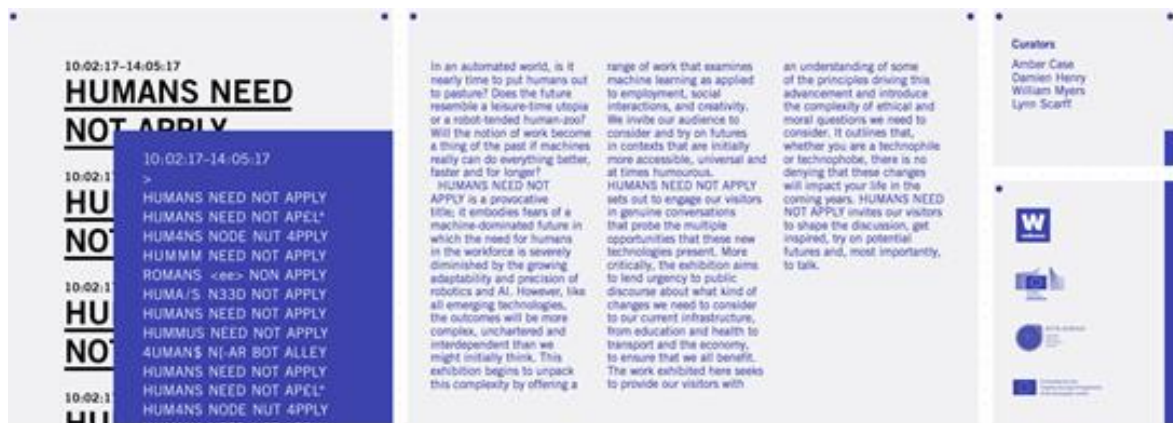 10:02:17–14:05:17
HUMANS NEED
NOT APPLY
10:02:1
HU
NO
10:02:1
HU
NO
10:02:1
HU
10:02:17–14:05:17
>
HUMANS NEED NOT APPLY
HUMANS NEED NOT APEL*
HUM4NS NODE NUT 4PPLY
HUMMM NEED NOT APPLY
ROMANS <ee> NON APPLY
HUMA/S N33D NOT APPLY
HUMANS NEED NOT APPLY
HUMMUS NEED NOT APPLY
4UMAN$ N[-AR BOT ALLEY
HUMANS NEED NOT APPLY
HUMANS NEED NOT APEL*
HUM4NS NODE NUT 4PPLY
In an automated world, is it
nearly time to put humans out
to pasture? Does the future
resemble a leisure-time utopia
or a robot-tended human-zoo?
Will the notion of work become
a thing of the past if machines
really can do everything better,
faster and for longer?
HUMANS NEED NOT
APPLY is a provocative
title; it embodies fears of a
machine-dominated future in
which the need for humans
in the workforce is severely
diminished by the growing
adaptability and precision of
robotics and AI. However, like
all emerging technologies,
the outcomes will be more
complex, unchartered and
interdependent than we
might initially think. This
exhibition begins to unpack
this complexity by offering a
range of work that examines
machine learning as applied
to employment, social
interactions, and creativity.
We invite our audience to
consider and try on futures
in contexts that are initially
more accessible, universal and
at times humourous.
HUMANS NEED NOT APPLY
sets out to engage our visitors
in genuine conversations
that probe the multiple
opportunities that these new
technologies present. More
critically, the exhibition aims
to lend urgency to public
discourse about what kind of
changes we need to consider
to our current infrastructure,
from education and health to
transport and the economy,
to ensure that we all benefit.
The work exhibited here seeks
to provide our visitors with
an understanding of some
of the principles driving this
advancement and introduce
the complexity of ethical and
moral questions we need to
consider. It outlines that,
whether you are a technophile
or technophobe, there is no
denying that these changes
will impact your life in the
coming years. HUMANS NEED
NOT APPLY invites our visitors
to shape the discussion, get
inspired, try on potential
futures and, most importantly,
to talk.
Curators
Amber Case
Damien Henry
William Myers
Lynn Scarff
W